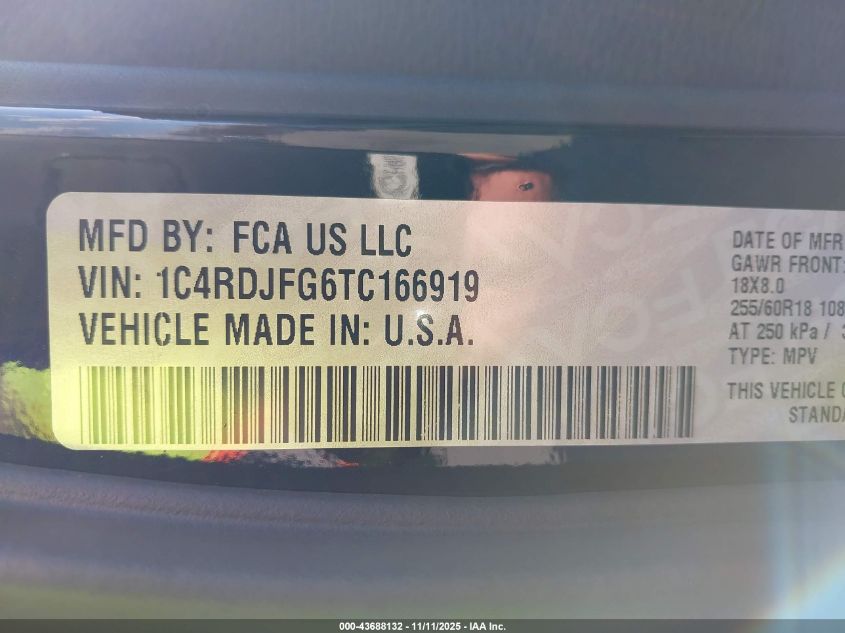 MFD BY: FCA US LLC
VIN: 1C4RDJFG6TC166919
VEHICLE MADE IN: U.S.A.
DATE OF MFR
GAWR FRONT:
18X8.0
255/60R18 108
AT 250 kPa /
TYPE: MPV
THIS VEHICLE
STANDA
000-43688132 - 11/11/2025 - IAA Inc.